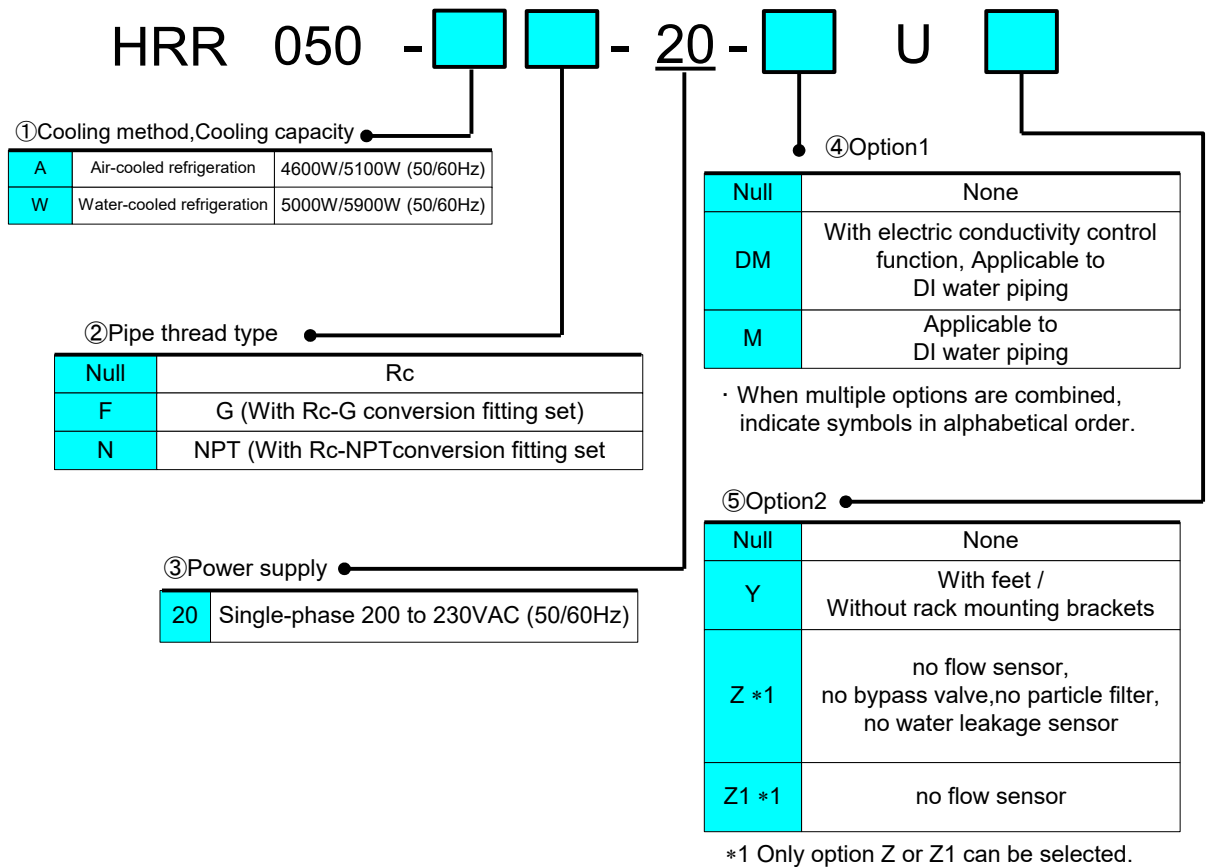 HRR 050 - - 20 - U
①Cooling method,Cooling capacity
A Air-cooled refrigeration 4600W/5100W (50/60Hz)
W Water-cooled refrigeration 5000W/5900W (50/60Hz)
②Pipe thread type
Null Rc
F G (With Rc-G conversion fitting set)
N NPT (With Rc-NPTconversion fitting set
③Power supply
20 Single-phase 200 to 230VAC (50/60Hz)
④Option1
Null None
DM With electric conductivity control
function, Applicable to
DI water piping
M Applicable to
DI water piping
· When multiple options are combined,
indicate symbols in alphabetical order.
⑤Option2
Null None
Y With feet /
Without rack mounting brackets
Z *1 no flow sensor,
no bypass valve,no particle filter,
no water leakage sensor
Z1 *1 no flow sensor
*1 Only option Z or Z1 can be selected.